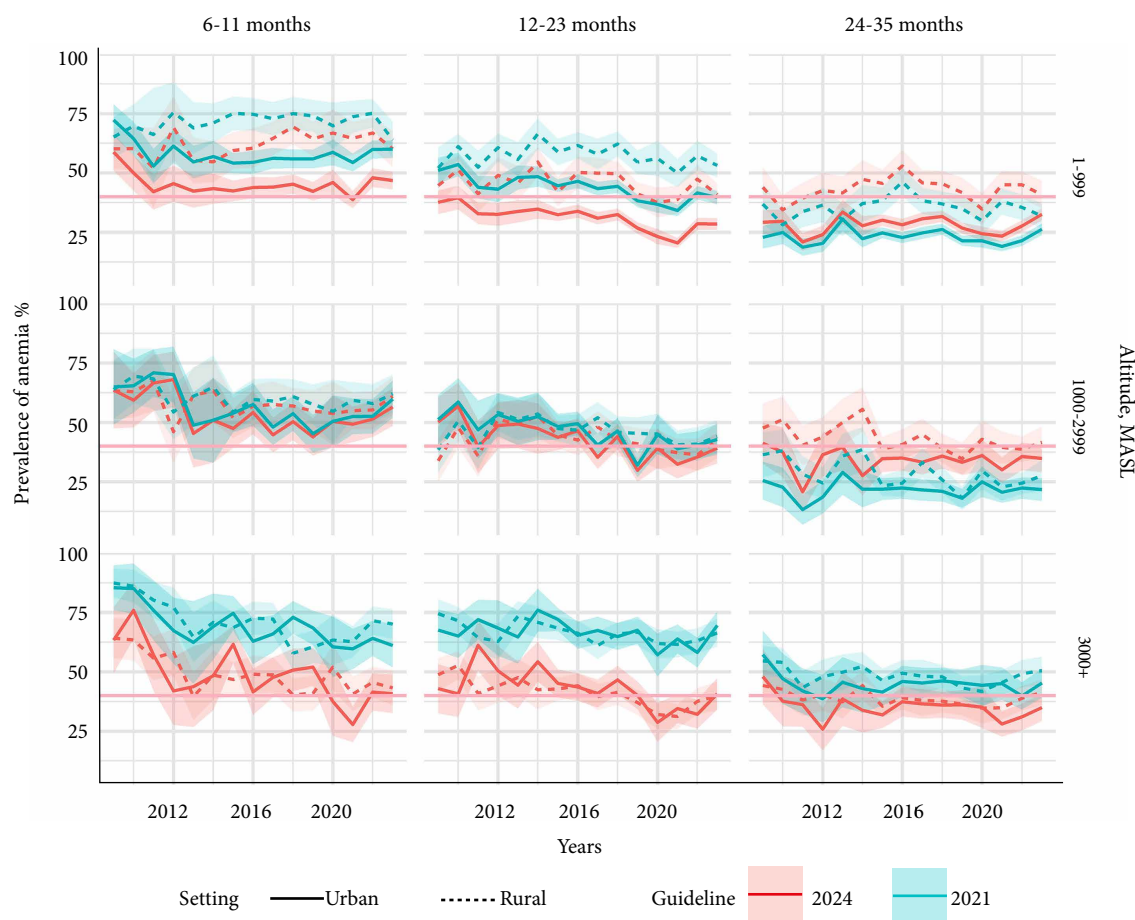 6-11 months 12-23 months 24-35 months
100
75
50
25
1-999
100
75
50
25
1000-2999
100
75
50
25
3000+
Prevalence of anemia %
Altitude, MASL
2012 2016 2020 2012 2016 2020 2012 2016 2020
Years
Setting Urban Rural Guideline 2024 2021